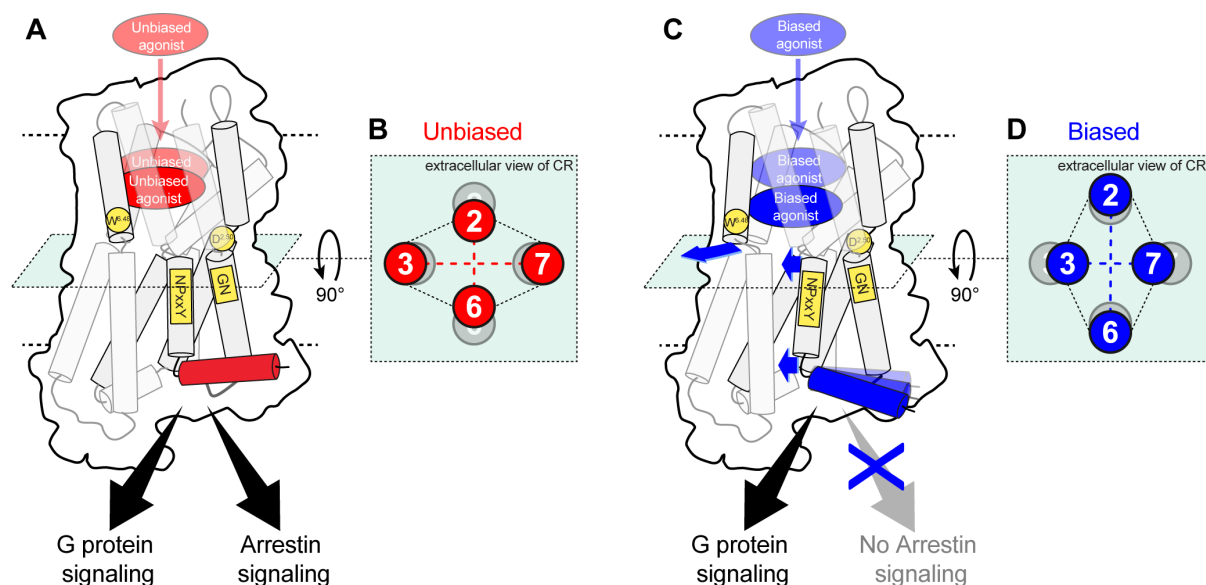 A
Unbiased
agonist
Unbiased
Unbiased
agonist
W6.48
D2.50
NPxxY
GN
G protein
signaling
Arrestin
signaling
90°
B
Unbiased
extracellular view of CR
2
3
7
6
C
Biased
agonist
Biased
agonist
Biased
agonist
W6.48
D2.50
NPxxY
GN
G protein
signaling
No Arrestin
signaling
90°
D
Biased
extracellular view of CR
2
3
7
6